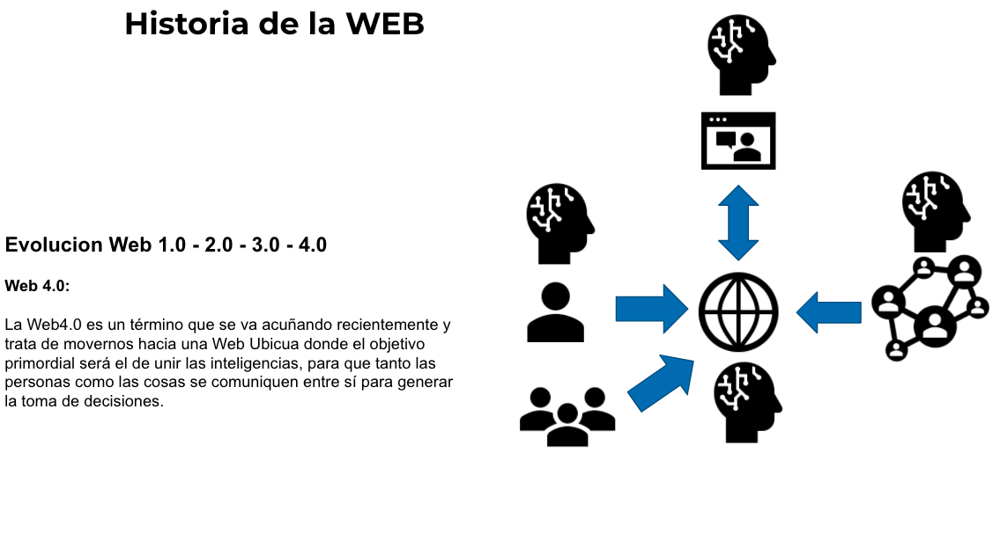 Historia de la WEB
Evolucion Web 1.0 - 2.0 - 3.0 - 4.0
Web 4.0:
La Web4.0 es un término que se va acuñando recientemente y
trata de movernos hacia una Web Ubicua donde el objetivo
primordial será el de unir las inteligencias, para que tanto las
personas como las cosas se comuniquen entre sí para generar
la toma de decisiones.